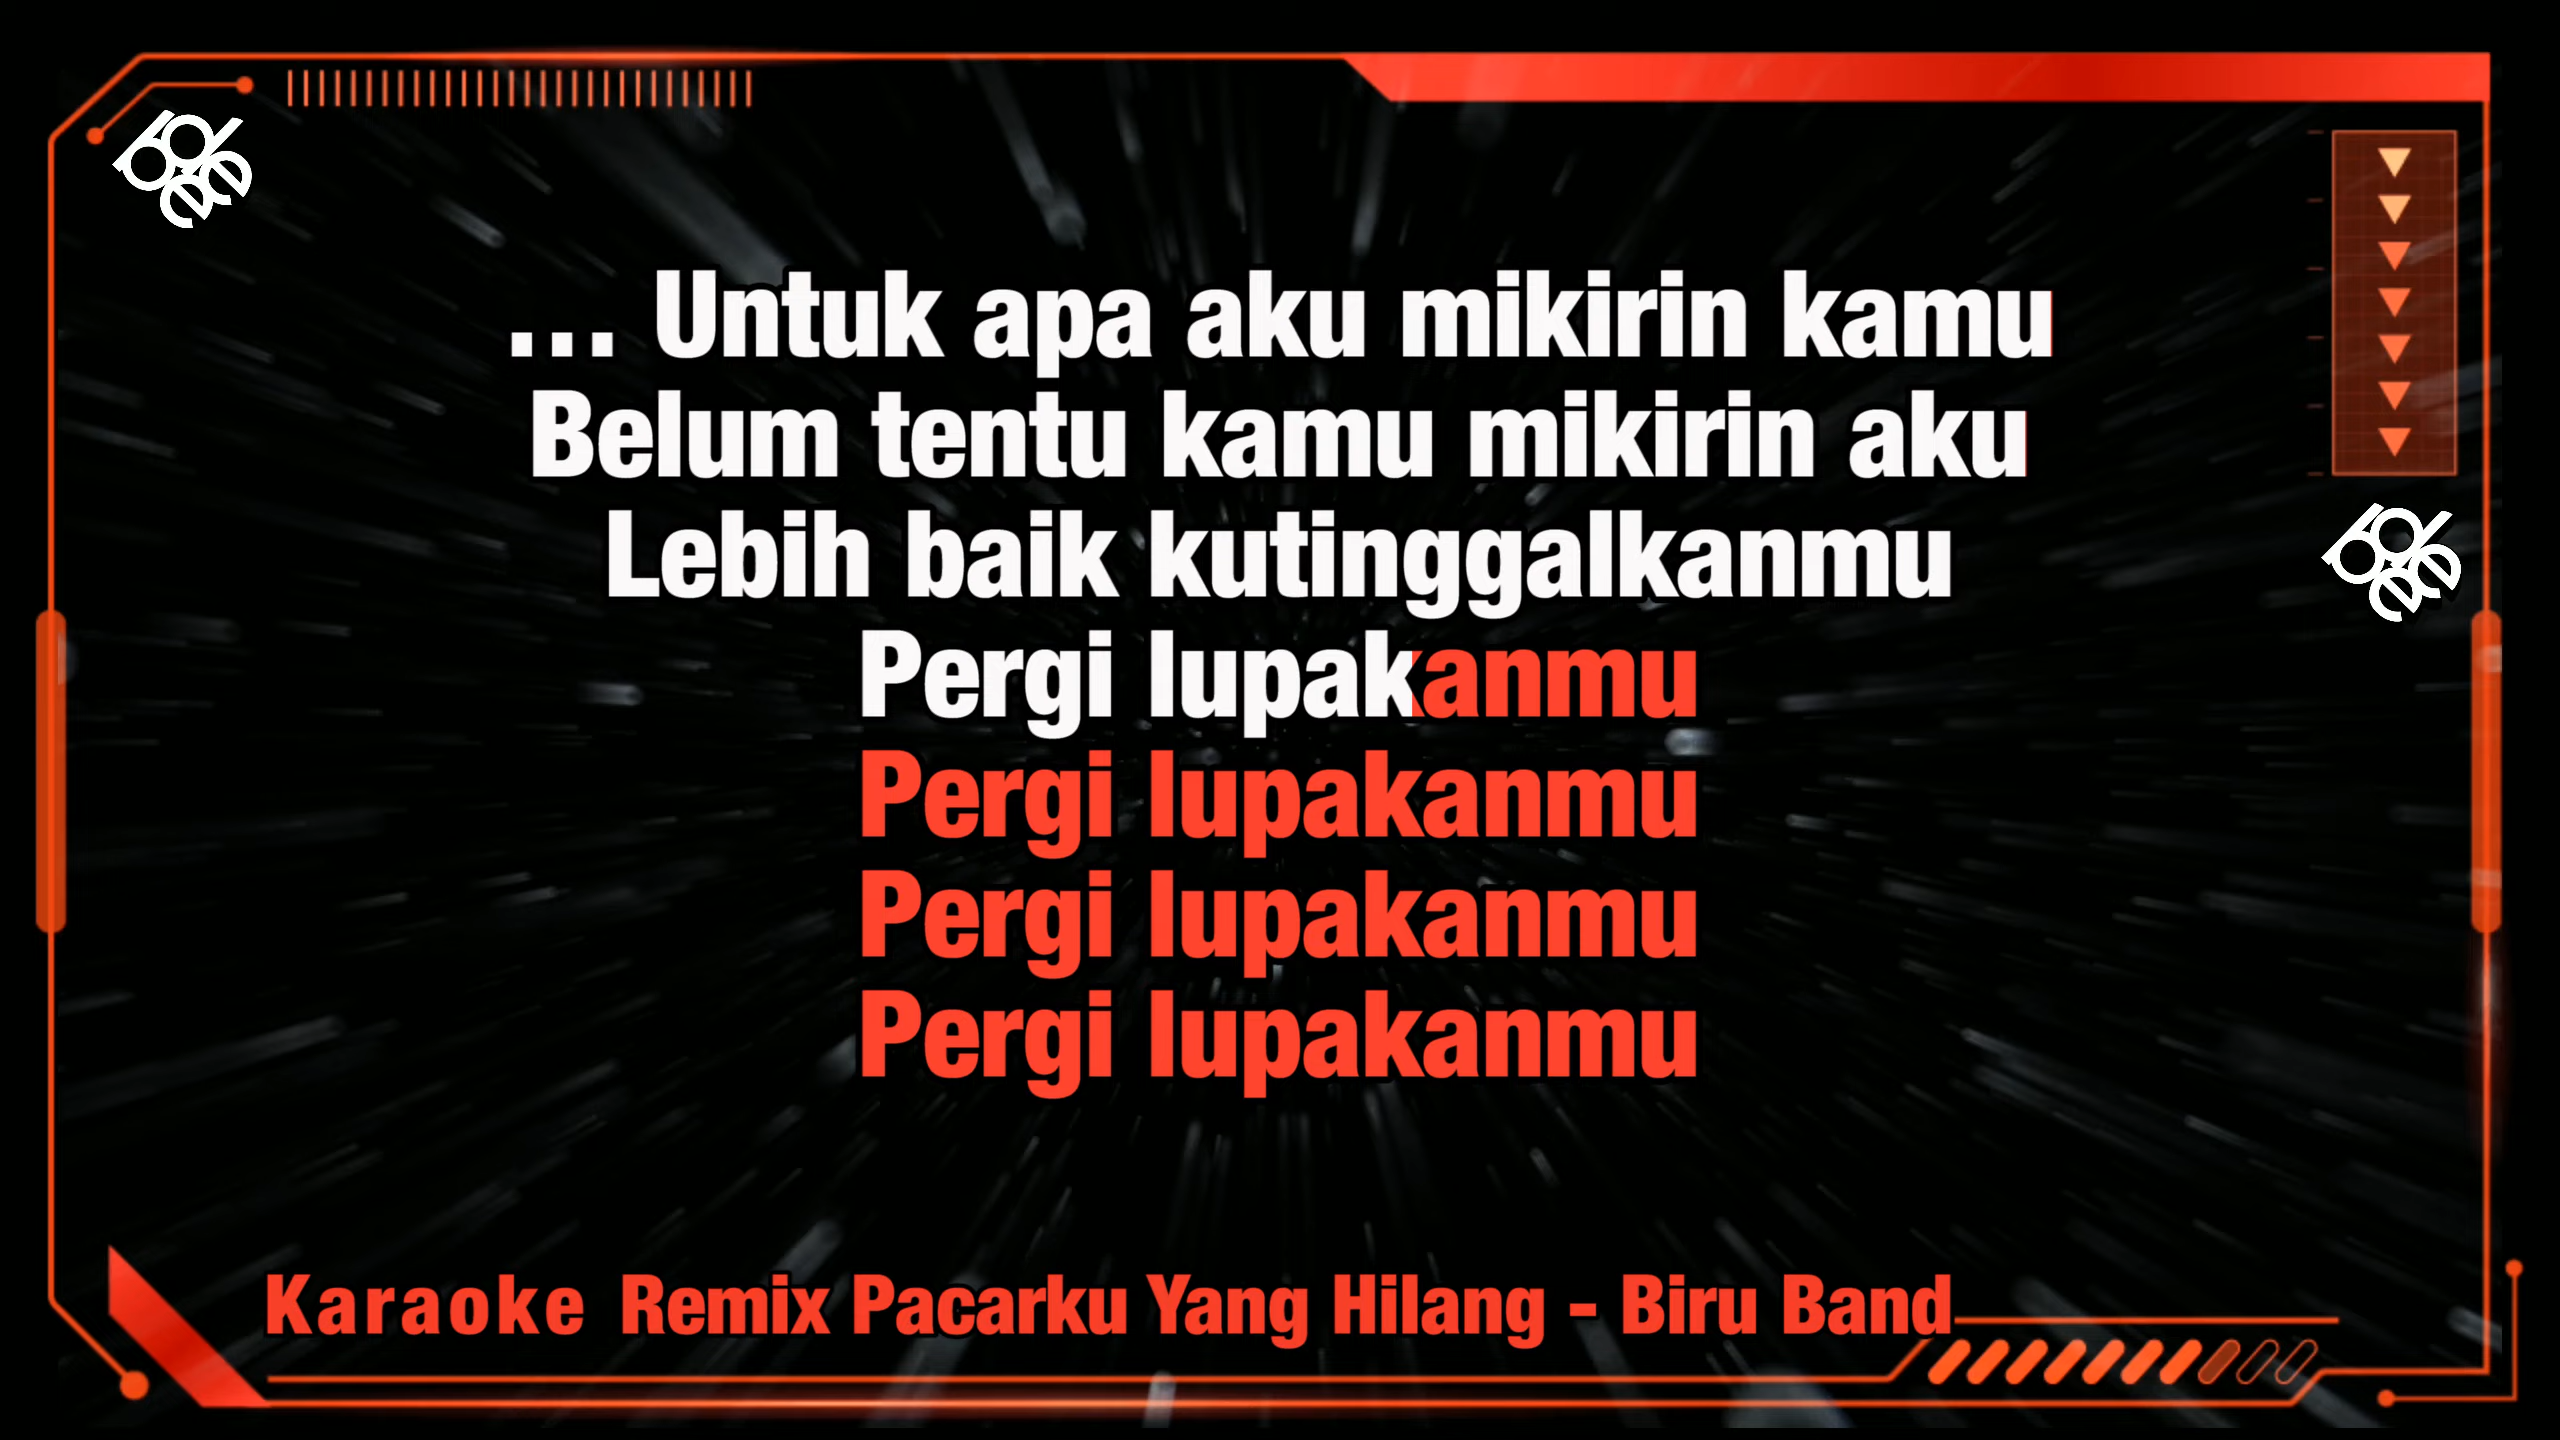 ... Untuk apa aku mikirin kamu
Belum tentu kamu mikirin aku
Lebih baik kutinggalkanmu
Pergi lupakanmu
Pergi lupakanmu
Pergi lupakanmu
Pergi lupakanmu
Karaoke Remix Pacarku Yang Hilang - Biru Band